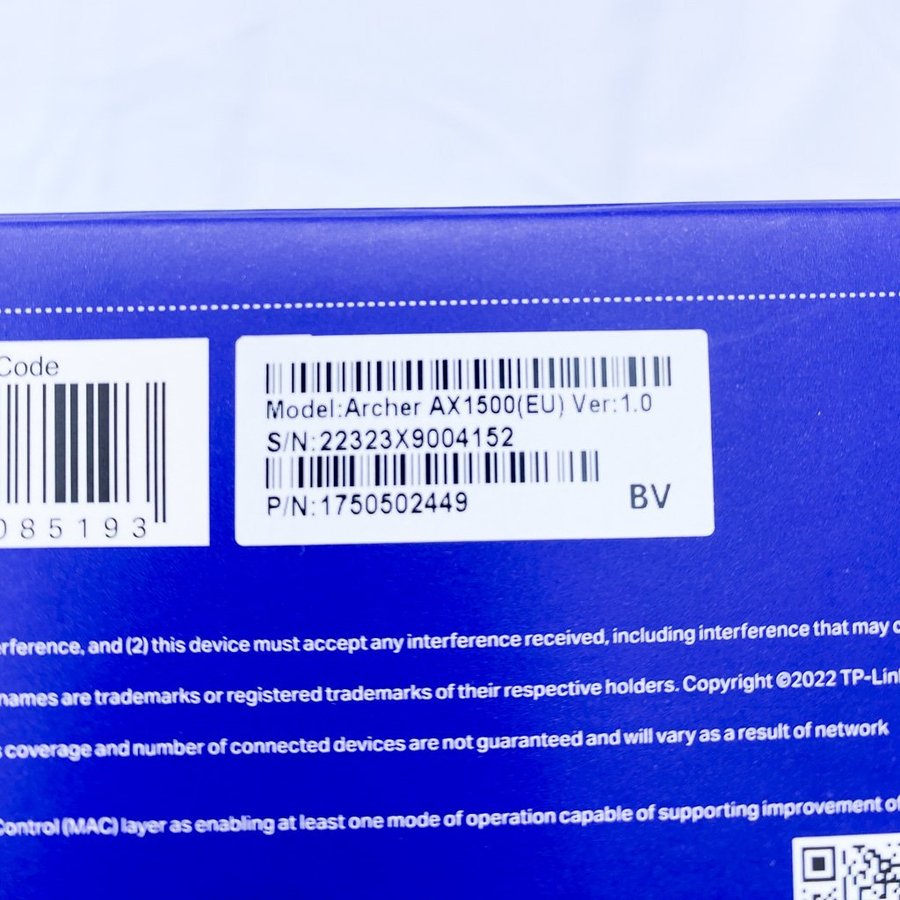 Code
085193
Model:Archer AX1500(EU) Ver:1.0
S/N:22323X9004152
P/N:1750502449
BV
rference, and (2) this device must accept any interference received, including interference that may c
names are trademarks or registered trademarks of their respective holders. Copyright ©2022 TP-Link
s coverage and number of connected devices are not guaranteed and will vary as a result of network
Control (MAC) layer as enabling at least one mode of operation capable of supporting improvement of